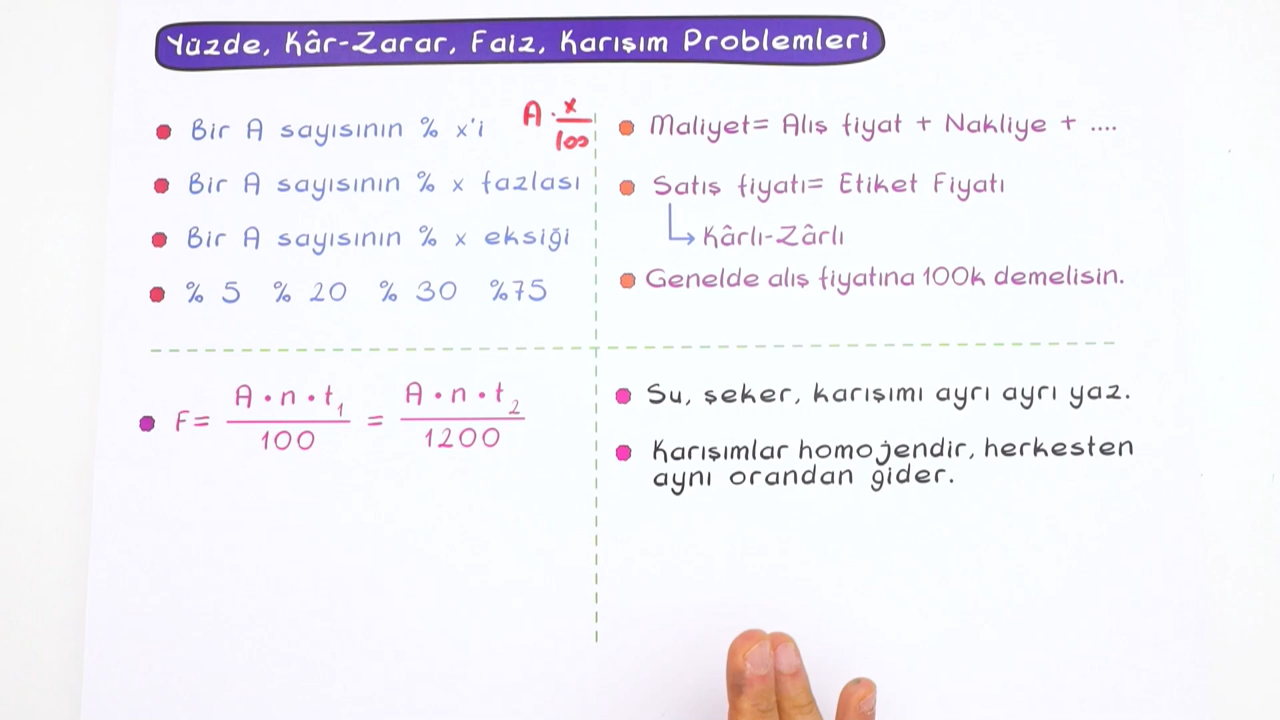 Yüzde, Kâr-Zarar, Faiz, Karışım Problemleri
Bir A sayısının % x'i
A · x/100
Bir A sayısının % x fazlası
Bir A sayısının % x eksiği
% 5 % 20 % 30 %75
Maliyet= Alış fiyat + Nakliye + ....
Satış fiyatı= Etiket Fiyatı
Kârlı-Zârlı
Genelde alış fiyatına 100k demelisin.
F= A•n•t₁/100 = A•n•t₂/1200
Su, şeker, karışımı ayrı ayrı yaz.
Karışımlar homojendir, herkesten
aynı orandan gider.